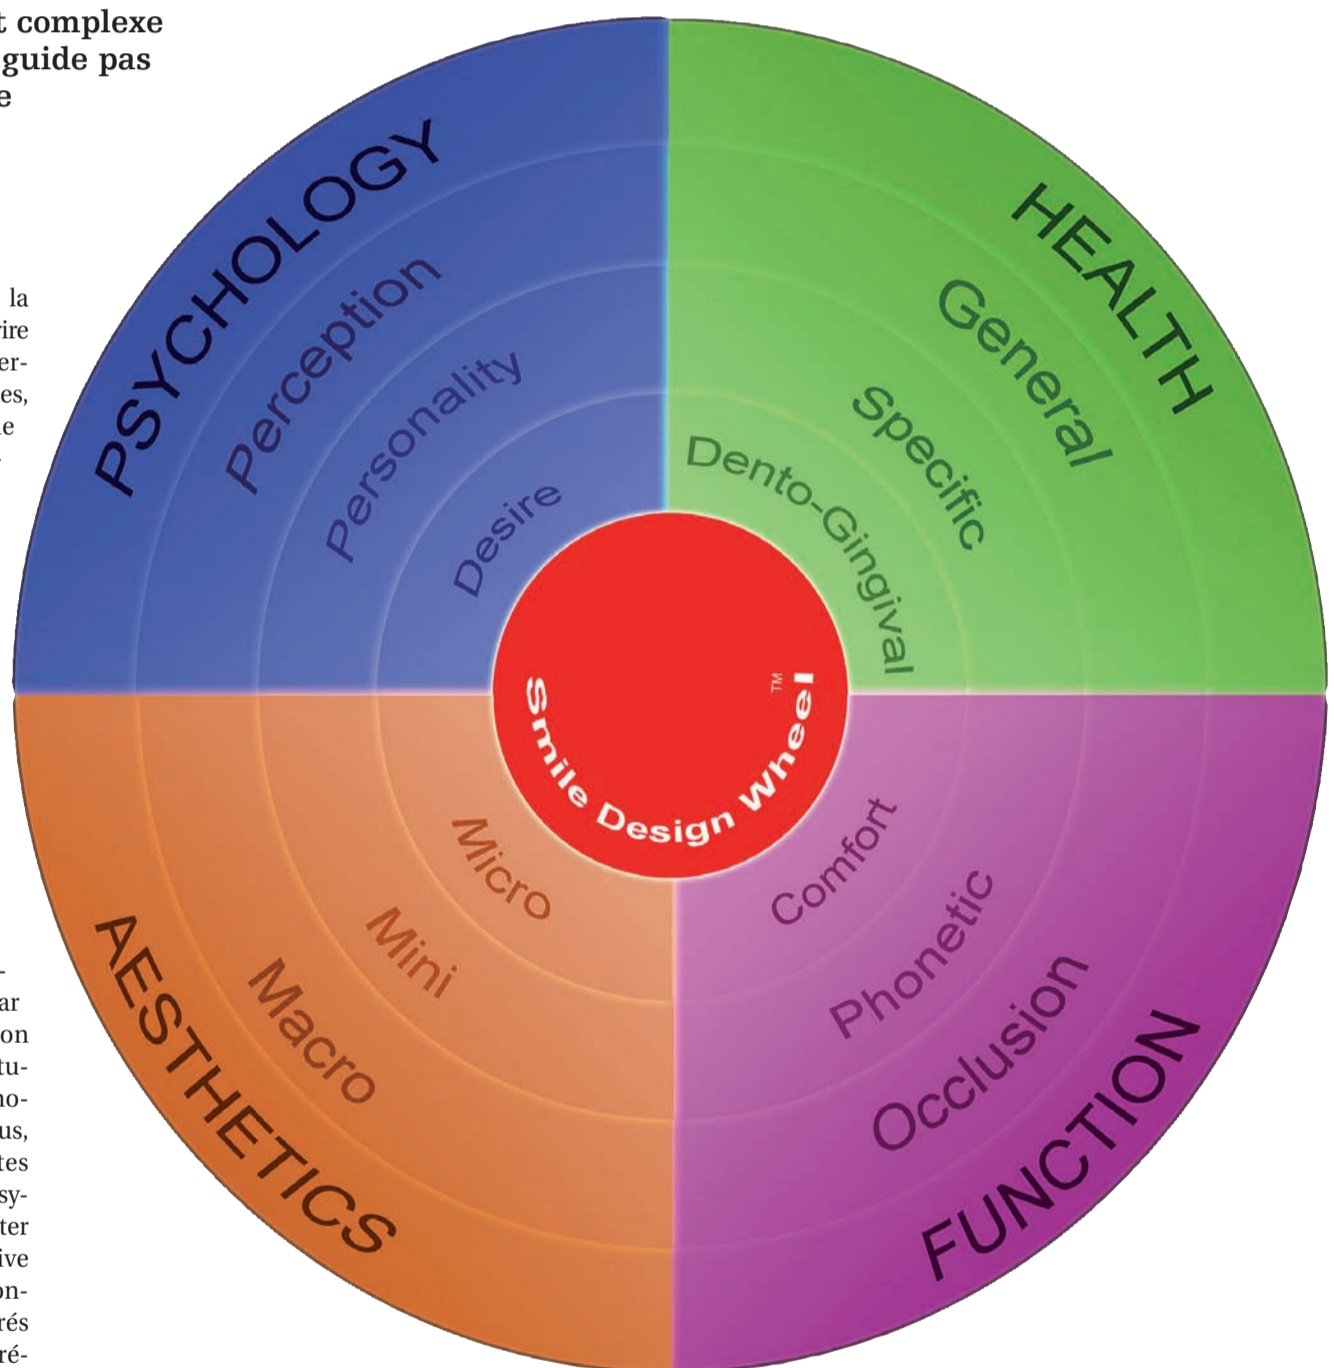 t complexe
guide pas
e
la
rire
er-
es,
e
ar
on
tu-
no-
us,
tes
sy-
ter
ive
on-
rés
ré-
PSYCHOLOGY
Perception
Personality
Desire
HEALTH
General
Specific
Dento-Gingival
Smile Design Wheel™
AESTHETICS
Macro
Mini
Micro
FUNCTION
Occlusion
Phonetic
Comfort